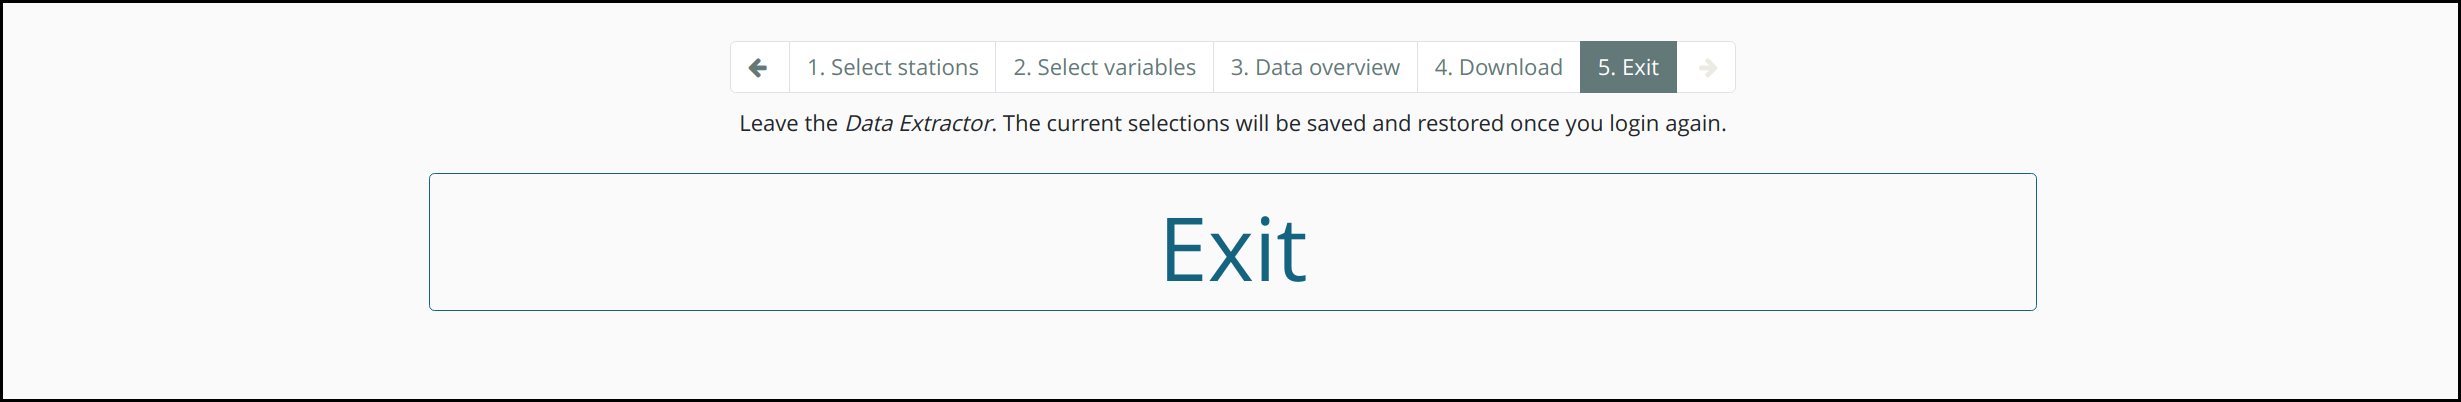 1. Select stations 2. Select variables 3. Data overview 4. Download 5. Exit
Leave the Data Extractor. The current selections will be saved and restored once you login again.
Exit